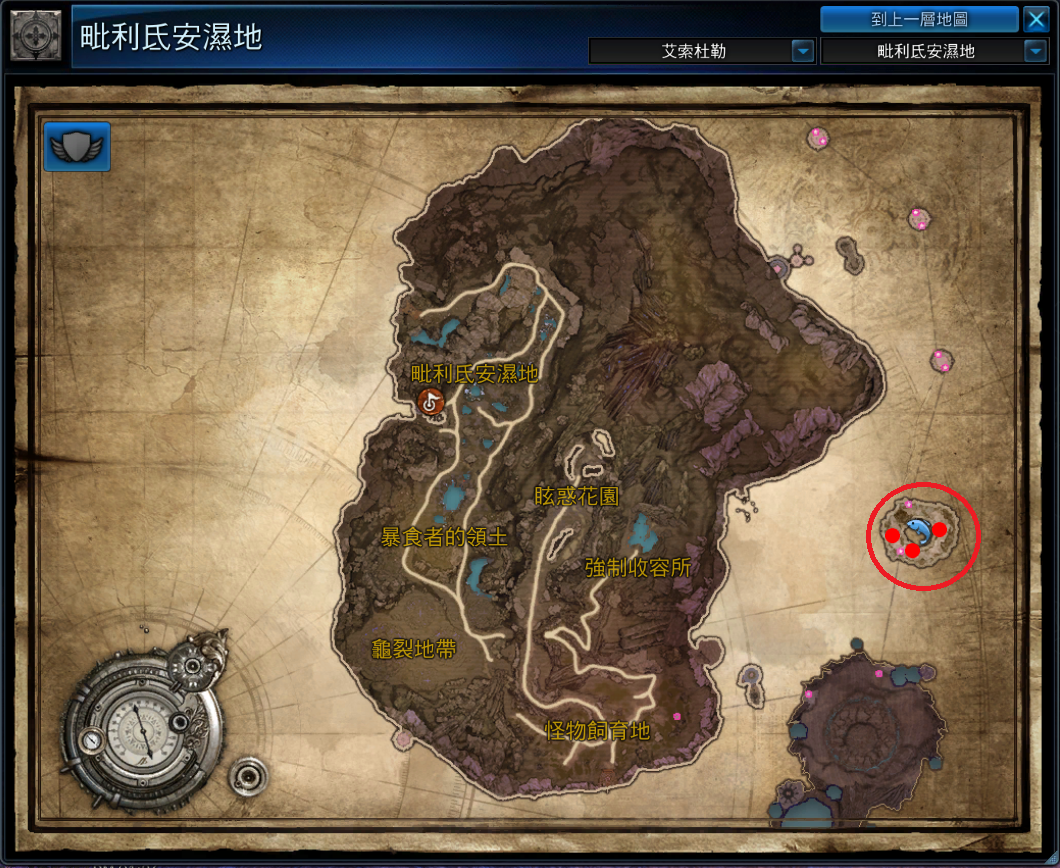 毗利氏安濕地
到上一層地圖
艾索杜勒
毗利氏安濕地
毗利氏安濕地
眩惑花園
暴食者的領土
強制收容所
龜裂地帶
怪物飼育地